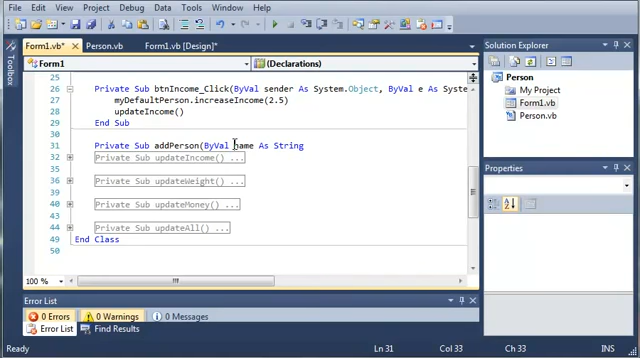 File Edit View Project Build Debug Data Tools Window Help
Form1.vb* Person.vb Form1.vb [Design]*
Form1 (Declarations)
Toolbox
25
26 Private Sub btnIncome_Click(ByVal sender As System.Object, ByVal e As Syste
27 myDefaultPerson.increaseIncome(2.5)
28 updateIncome()
29 End Sub
30
31 Private Sub addPerson(ByVal name As String
32 Private Sub updateIncome() ...
35
36 Private Sub updateWeight() ...
39
40 Private Sub updateMoney() ...
43
44 Private Sub updateAll() ...
49 End Class
50
100 %
Solution Explorer
Person
My Project
Form1.vb
Person.vb
Properties
Error List
0 Errors 0 Warnings 0 Messages
Error List Find Results
Ready Ln 31 Col 33 Ch 33 INS